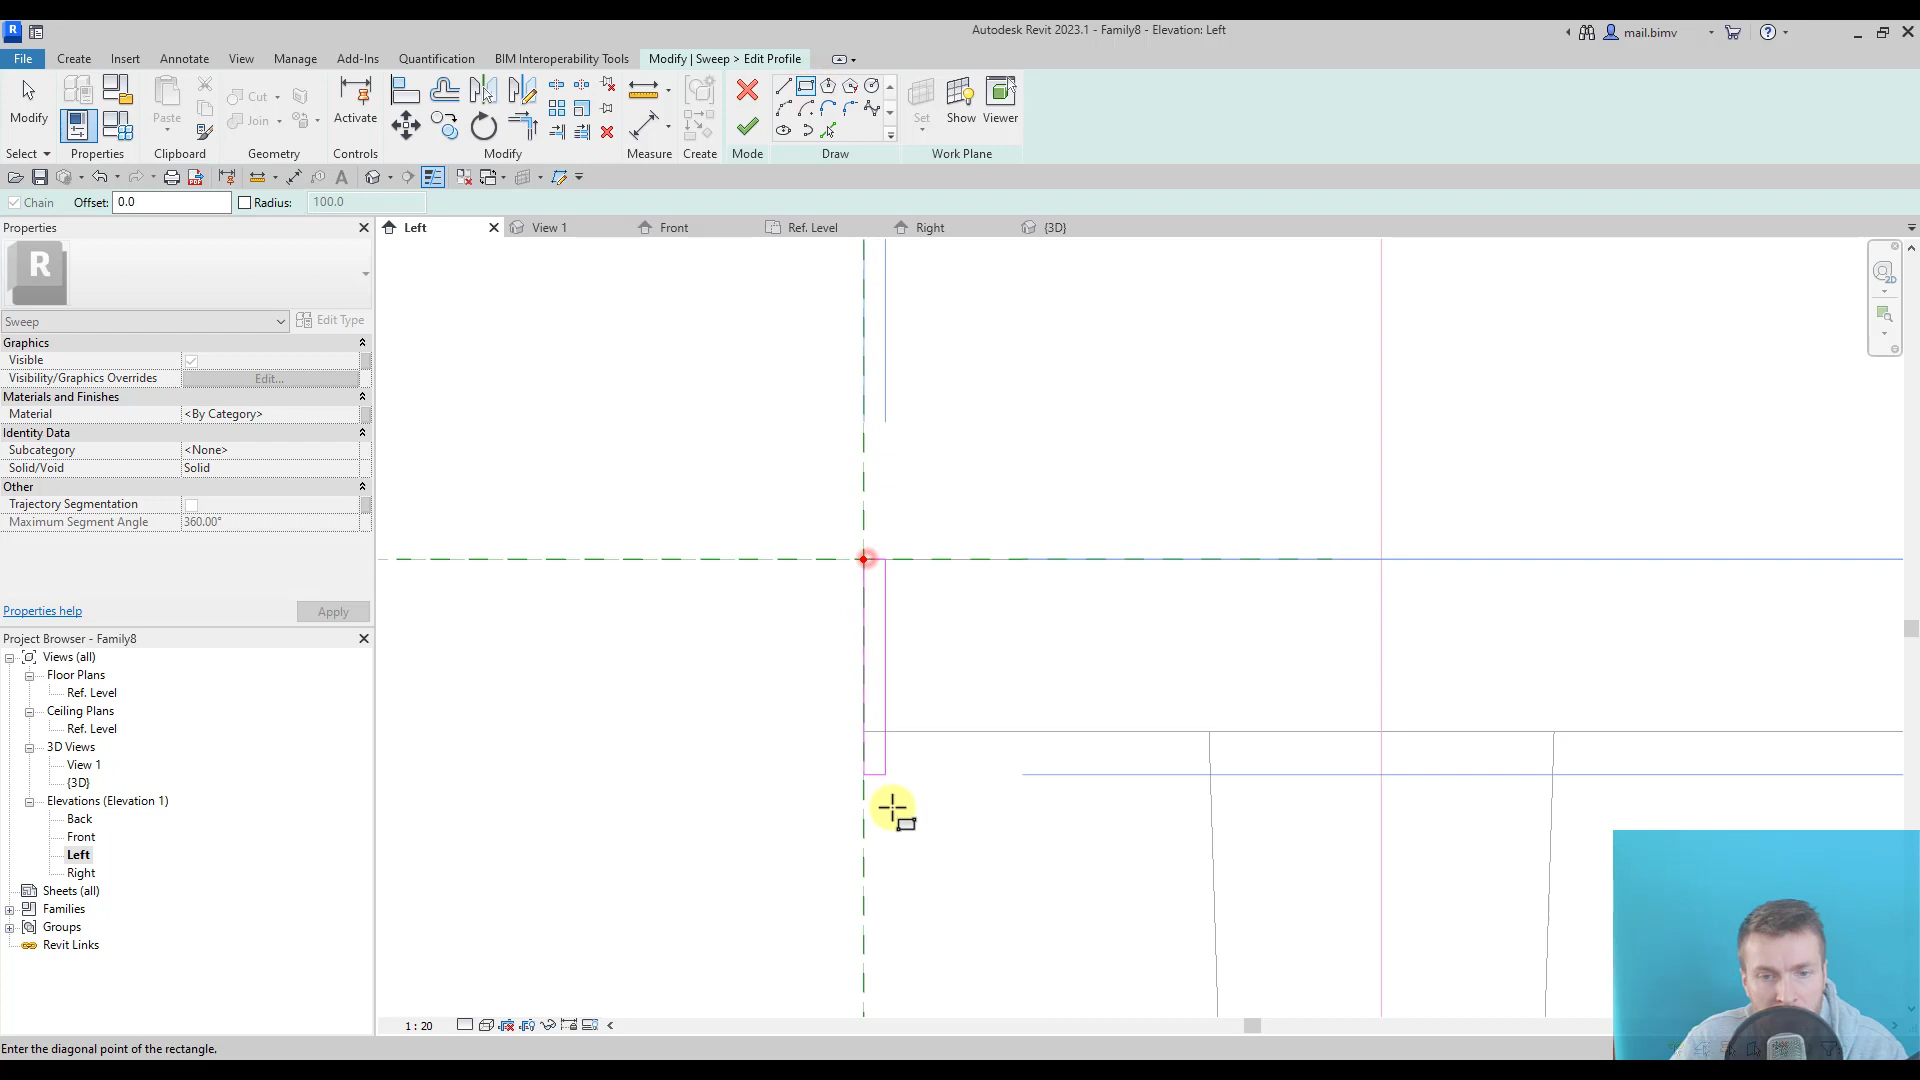 R
Autodesk Revit 2023.1 - Family8 - Elevation: Left
mail.bimv
File
Create
Insert
Annotate
View
Manage
Add-Ins
Quantification
BIM Interoperability Tools
Modify | Sweep > Edit Profile
Modify
Paste
Cut
Join
Activate
Set
Show
Viewer
Select
Properties
Clipboard
Geometry
Controls
Modify
Measure
Create
Mode
Draw
Work Plane
Chain
Offset:
0.0
Radius:
100.0
Properties
Left
View 1
Front
Ref. Level
Right
{3D}
R
2D
Sweep
Edit Type
Graphics
Visible
Visibility/Graphics Overrides
Edit...
Materials and Finishes
Material
<By Category>
Identity Data
Subcategory
<None>
Solid/Void
Solid
Other
Trajectory Segmentation
Maximum Segment Angle
360.00°
Properties help
Apply
Project Browser - Family8
Views (all)
Floor Plans
Ref. Level
Ceiling Plans
Ref. Level
3D Views
View 1
{3D}
Elevations (Elevation 1)
Back
Front
Left
Right
Sheets (all)
Families
Groups
Revit Links
1 : 20
Enter the diagonal point of the rectangle.